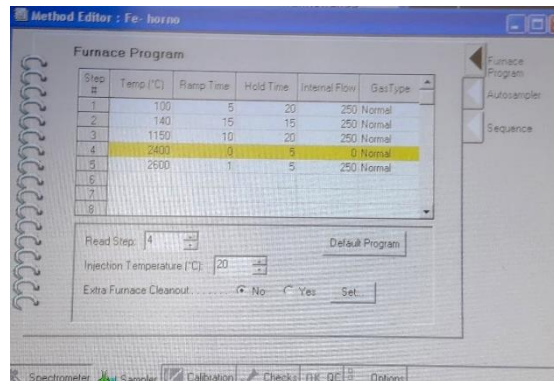 Method Editor : Fe- horno
Furnace Program
Step # Temp (°C) Ramp Time Hold Time Internal Flow Gas Type
1 100 5 20 250 Normal
2 140 15 15 250 Normal
3 1150 10 20 250 Normal
4 2400 0 5 0 Normal
5 2600 1 5 250 Normal
6
7
8
Read Step: 4 Default Program
Injection Temperature (°C): 20
Extra Furnace Cleanout No Yes Set...
Furnace Program
Autosampler
Sequence
Spectrometer Sampler Calibration Checks QC Options